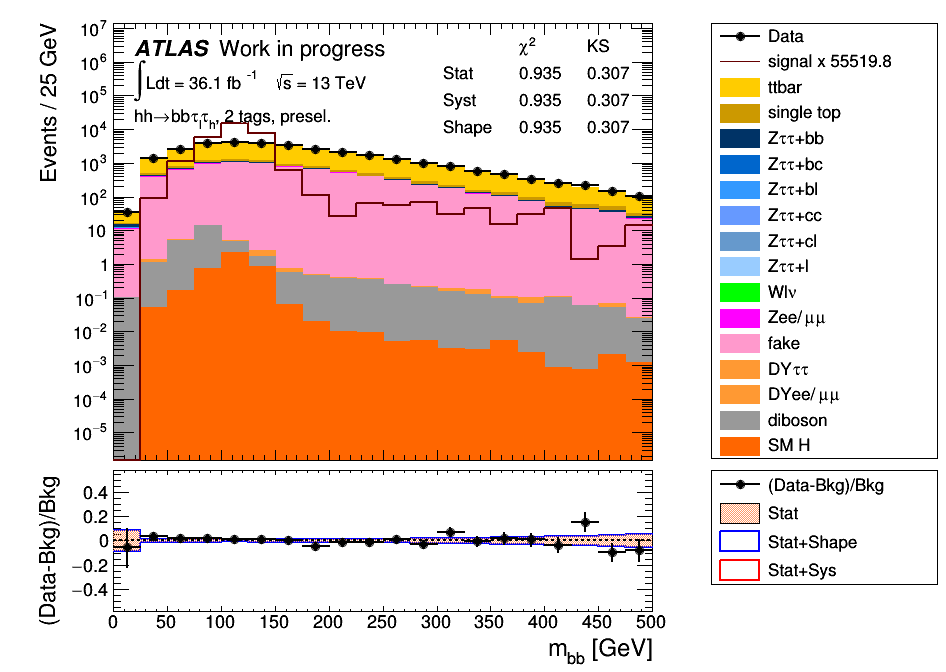 Events / 25 GeV
10⁷
10⁶
10⁵
10⁴
10³
10²
10
1
10⁻¹
10⁻²
10⁻³
10⁻⁴
10⁻⁵
ATLAS Work in progress
∫Ldt = 36.1 fb⁻¹ √s = 13 TeV
hh→bbτₗτₕ, 2 tags, presel.
χ² KS
Stat 0.935 0.307
Syst 0.935 0.307
Shape 0.935 0.307
Data
signal x 55519.8
ttbar
single top
Zττ+bb
Zττ+bc
Zττ+bl
Zττ+cc
Zττ+cl
Zττ+l
Wlν
Zee/μμ
fake
DYττ
DYee/μμ
diboson
SM H
(Data-Bkg)/Bkg
0.4
0.2
0
−0.2
−0.4
0 50 100 150 200 250 300 350 400 450 500
m_bb [GeV]
(Data-Bkg)/Bkg
Stat
Stat+Shape
Stat+Sys